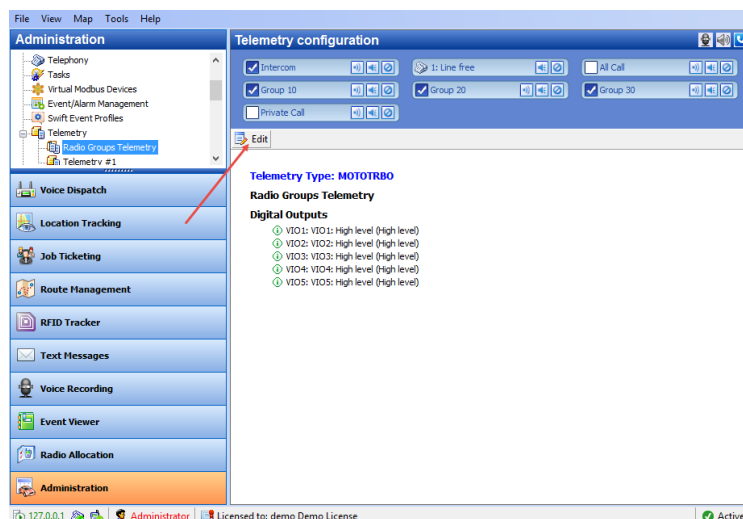 File View Map Tools Help
Administration
Telephony
Tasks
Virtual Modbus Devices
Event/Alarm Management
Swift Event Profiles
Telemetry
Radio Groups Telemetry
Telemetry #1
Voice Dispatch
Location Tracking
Job Ticketing
Route Management
RFID Tracker
Text Messages
Voice Recording
Event Viewer
Radio Allocation
Administration
Telemetry configuration
Intercom
1: Line free
All Call
Group 10
Group 20
Group 30
Private Call
Edit
Telemetry Type: MOTOTRBO
Radio Groups Telemetry
Digital Outputs
VIO1: VIO1: High level (High level)
VIO2: VIO2: High level (High level)
VIO3: VIO3: High level (High level)
VIO4: VIO4: High level (High level)
VIO5: VIO5: High level (High level)
127.0.0.1 Administrator Licensed to: demo Demo License Active